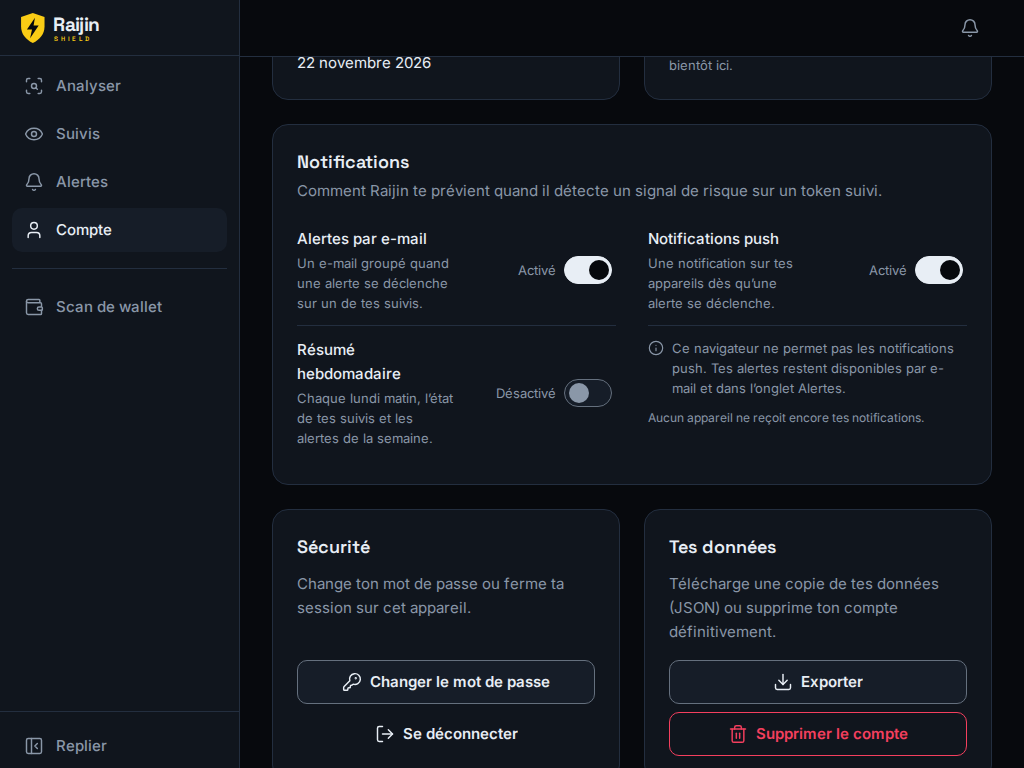 Raijin
SHIELD
Analyser
Suivis
Alertes
Compte
Scan de wallet
Replier
22 novembre 2026
bientôt ici.
Notifications
Comment Raijin te prévient quand il détecte un signal de risque sur un token suivi.
Alertes par e-mail
Un e-mail groupé quand
une alerte se déclenche
sur un de tes suivis.
Activé
Notifications push
Une notification sur tes
appareils dès qu’une
alerte se déclenche.
Activé
Résumé
hebdomadaire
Chaque lundi matin, l’état
de tes suivis et les
alertes de la semaine.
Désactivé
Ce navigateur ne permet pas les notifications
push. Tes alertes restent disponibles par e-
mail et dans l’onglet Alertes.
Aucun appareil ne reçoit encore tes notifications.
Sécurité
Change ton mot de passe ou ferme ta
session sur cet appareil.
Changer le mot de passe
Se déconnecter
Tes données
Télécharge une copie de tes données
(JSON) ou supprime ton compte
définitivement.
Exporter
Supprimer le compte